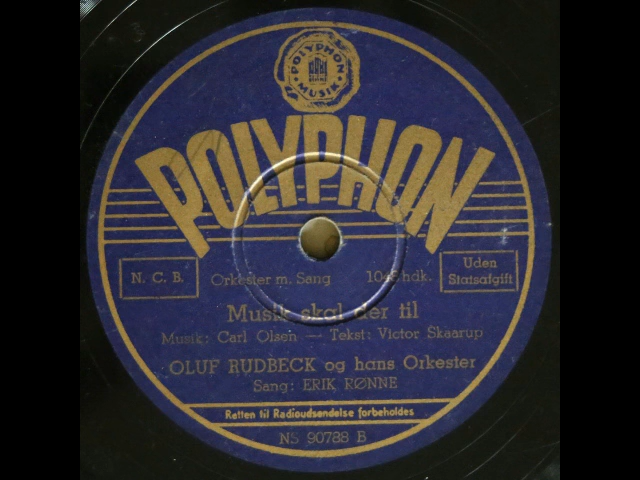 POLYPHON
MUSIK
POLYPHON
N. C. B.
Orkester m. Sang
hdk.
Uden
Statsafgift
Musik skal der til
Musik: Carl Olsen — Tekst: Victor Skaarup
OLUF RUDBECK og hans Orkester
Sang: ERIK RØNNE
Retten til Radioudsendelse forbeholdes
NS 90788 B